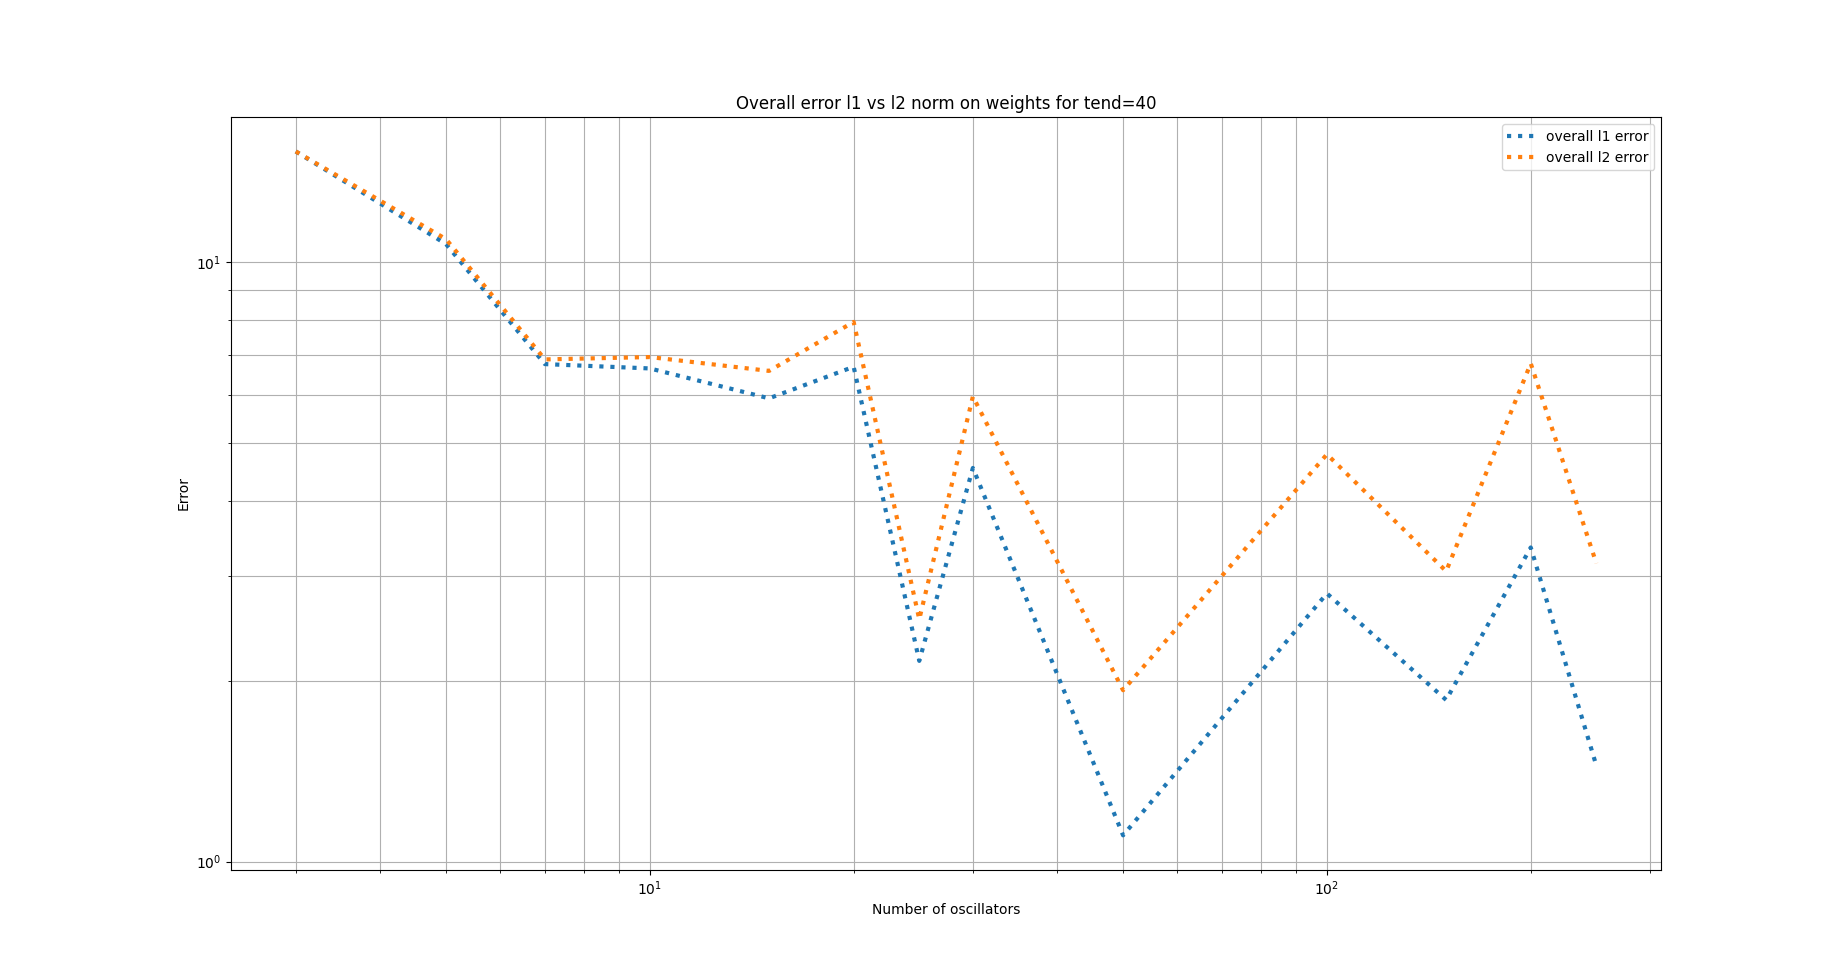 Overall error l1 vs l2 norm on weights for tend=40
overall l1 error
overall l2 error
10¹
Error
10⁰
10¹
10²
Number of oscillators